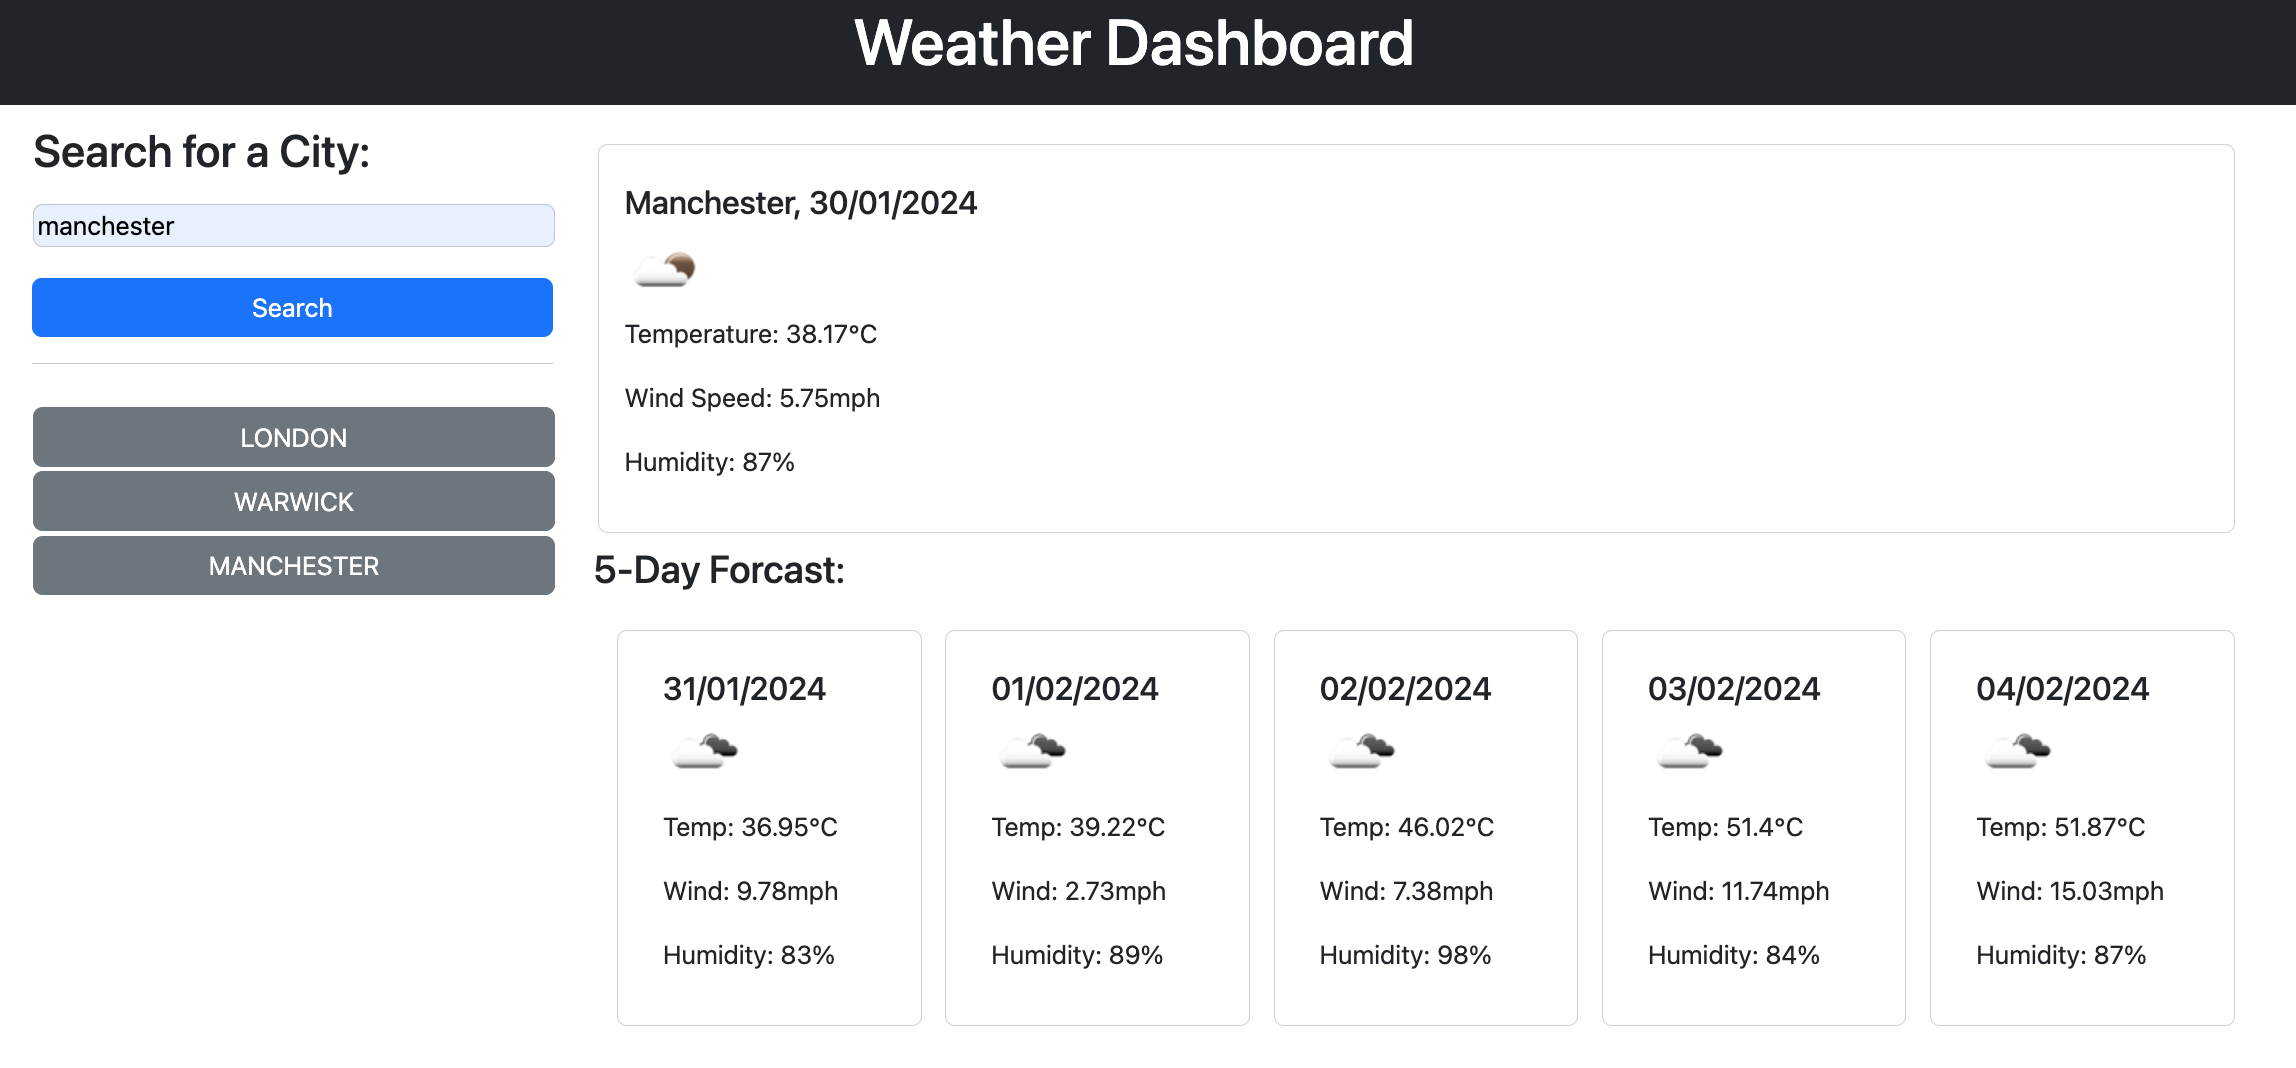 Weather Dashboard
Search for a City:
manchester
Search
LONDON
WARWICK
MANCHESTER
Manchester, 30/01/2024
Temperature: 38.17°C
Wind Speed: 5.75mph
Humidity: 87%
5-Day Forcast:
31/01/2024
Temp: 36.95°C
Wind: 9.78mph
Humidity: 83%
01/02/2024
Temp: 39.22°C
Wind: 2.73mph
Humidity: 89%
02/02/2024
Temp: 46.02°C
Wind: 7.38mph
Humidity: 98%
03/02/2024
Temp: 51.4°C
Wind: 11.74mph
Humidity: 84%
04/02/2024
Temp: 51.87°C
Wind: 15.03mph
Humidity: 87%